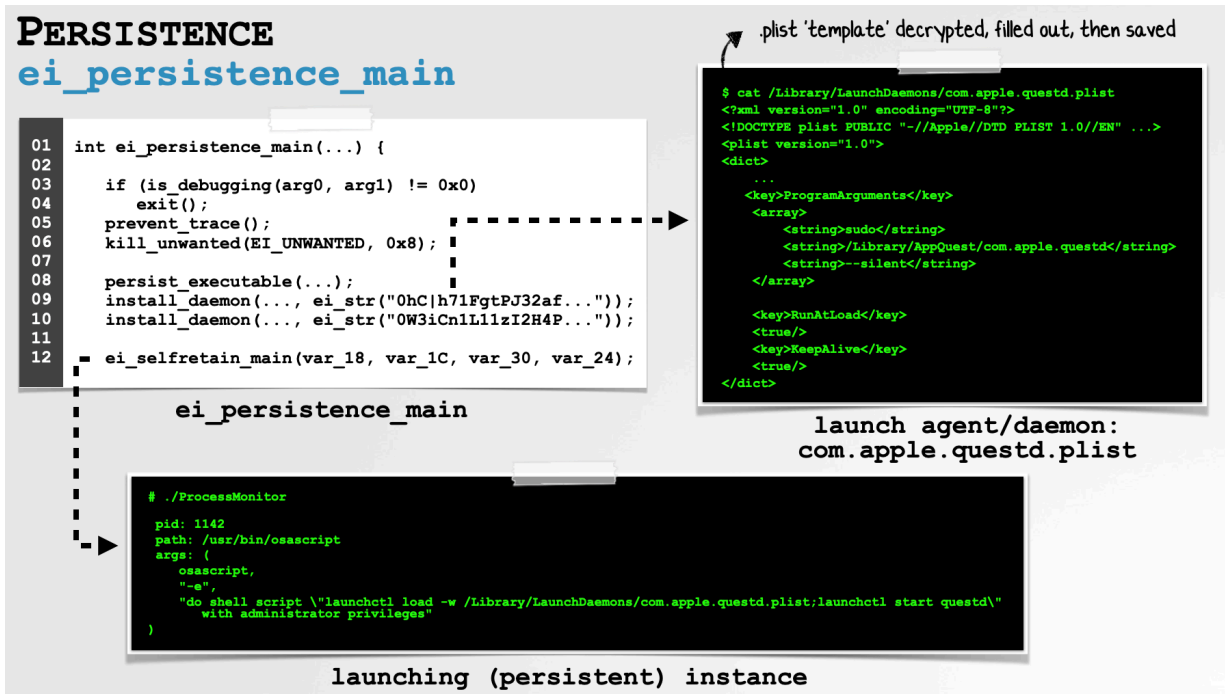 PERSISTENCE
ei_persistence_main
01 int ei_persistence_main(...) {
02
03 if (is_debugging(arg0, arg1) != 0x0)
04 exit();
05 prevent_trace();
06 kill_unwanted(EI_UNWANTED, 0x8);
07
08 persist_executable(...);
09 install_daemon(..., ei_str("0hC|h71FgtPJ32af..."));
10 install_daemon(..., ei_str("0W3iCn1L11zI2H4P..."));
11
12 ei_selfretain_main(var_18, var_1C, var_30, var_24);
ei_persistence_main
.plist 'template' decrypted, filled out, then saved
$ cat /Library/LaunchDaemons/com.apple.questd.plist
<?xml version="1.0" encoding="UTF-8"?>
<!DOCTYPE plist PUBLIC "-//Apple//DTD PLIST 1.0//EN" ...>
<plist version="1.0">
<dict>
...
<key>ProgramArguments</key>
<array>
<string>sudo</string>
<string>/Library/AppQuest/com.apple.questd</string>
<string>--silent</string>
</array>
<key>RunAtLoad</key>
<true/>
<key>KeepAlive</key>
<true/>
</dict>
launch agent/daemon:
com.apple.questd.plist
# ./ProcessMonitor
pid: 1142
path: /usr/bin/osascript
args: (
osascript,
"-e",
"do shell script \"launchctl load -w /Library/LaunchDaemons/com.apple.questd.plist;launchctl start questd\"
with administrator privileges"
)
launching (persistent) instance